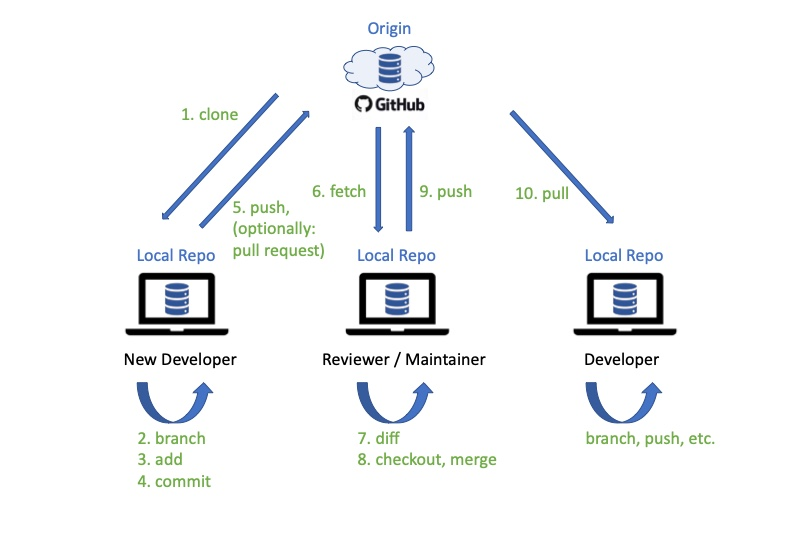 Origin
GitHub
1. clone
5. push,
(optionally:
pull request)
6. fetch
9. push
10. pull
Local Repo
Local Repo
Local Repo
New Developer
Reviewer / Maintainer
Developer
2. branch
3. add
4. commit
7. diff
8. checkout, merge
branch, push, etc.